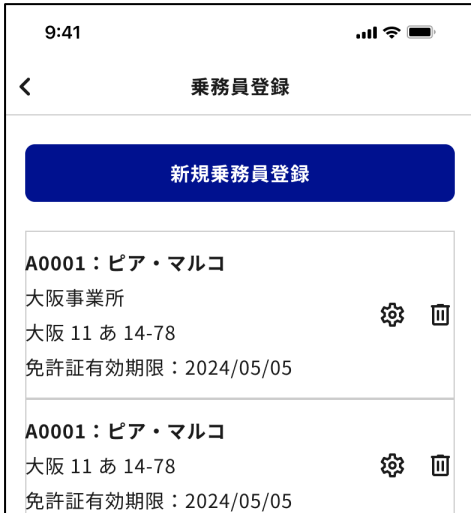 9:41
乗務員登録
新規乗務員登録
A0001：ピア・マルコ
大阪事業所
大阪 11 あ 14-78
免許証有効期限：2024/05/05
A0001：ピア・マルコ
大阪 11 あ 14-78
免許証有効期限：2024/05/05